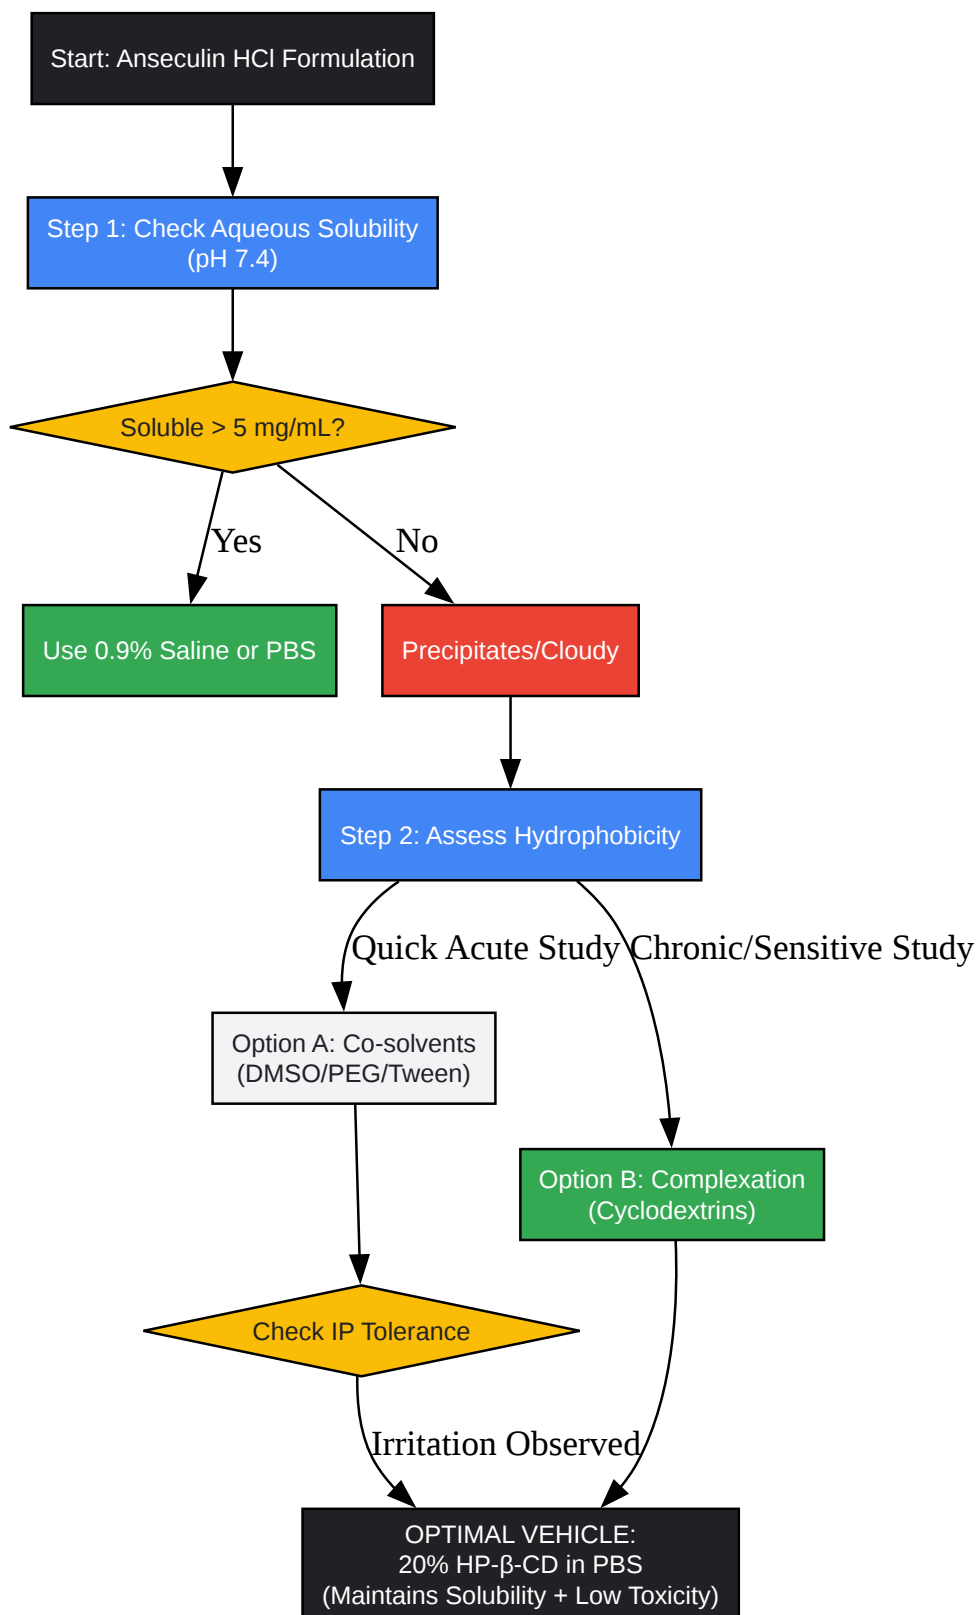 Start: Anseculin HCl Formulation
Step 1: Check Aqueous Solubility
(pH 7.4)
Soluble > 5 mg/mL?
Yes
No
Use 0.9% Saline or PBS
Precipitates/Cloudy
Step 2: Assess Hydrophobicity
Quick Acute Study
Chronic/Sensitive Study
Option A: Co-solvents
(DMSO/PEG/Tween)
Option B: Complexation
(Cyclodextrins)
Check IP Tolerance
Irritation Observed
OPTIMAL VEHICLE:
20% HP-β-CD in PBS
(Maintains Solubility + Low Toxicity)